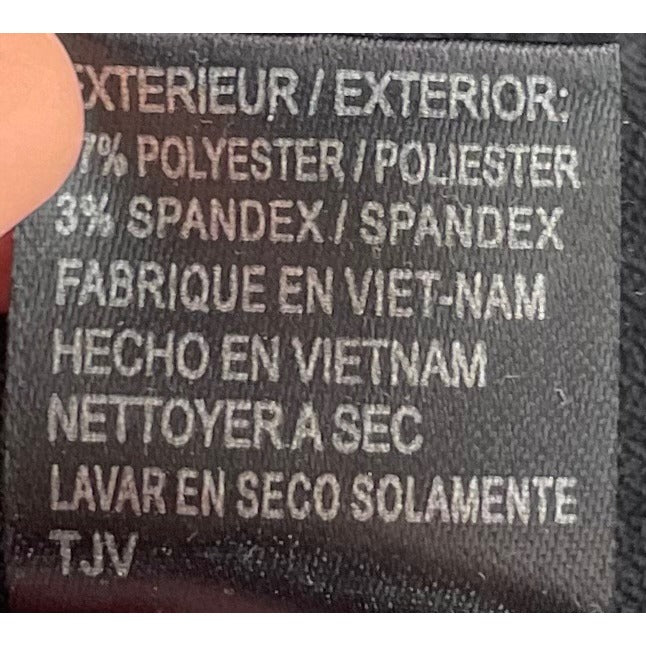 EXTERIEUR / EXTERIOR:
7% POLYESTER / POLIESTER
3% SPANDEX / SPANDEX
FABRIQUE EN VIET-NAM
HECHO EN VIETNAM
NETTOYER A SEC
LAVAR EN SECO SOLAMENTE
TJV